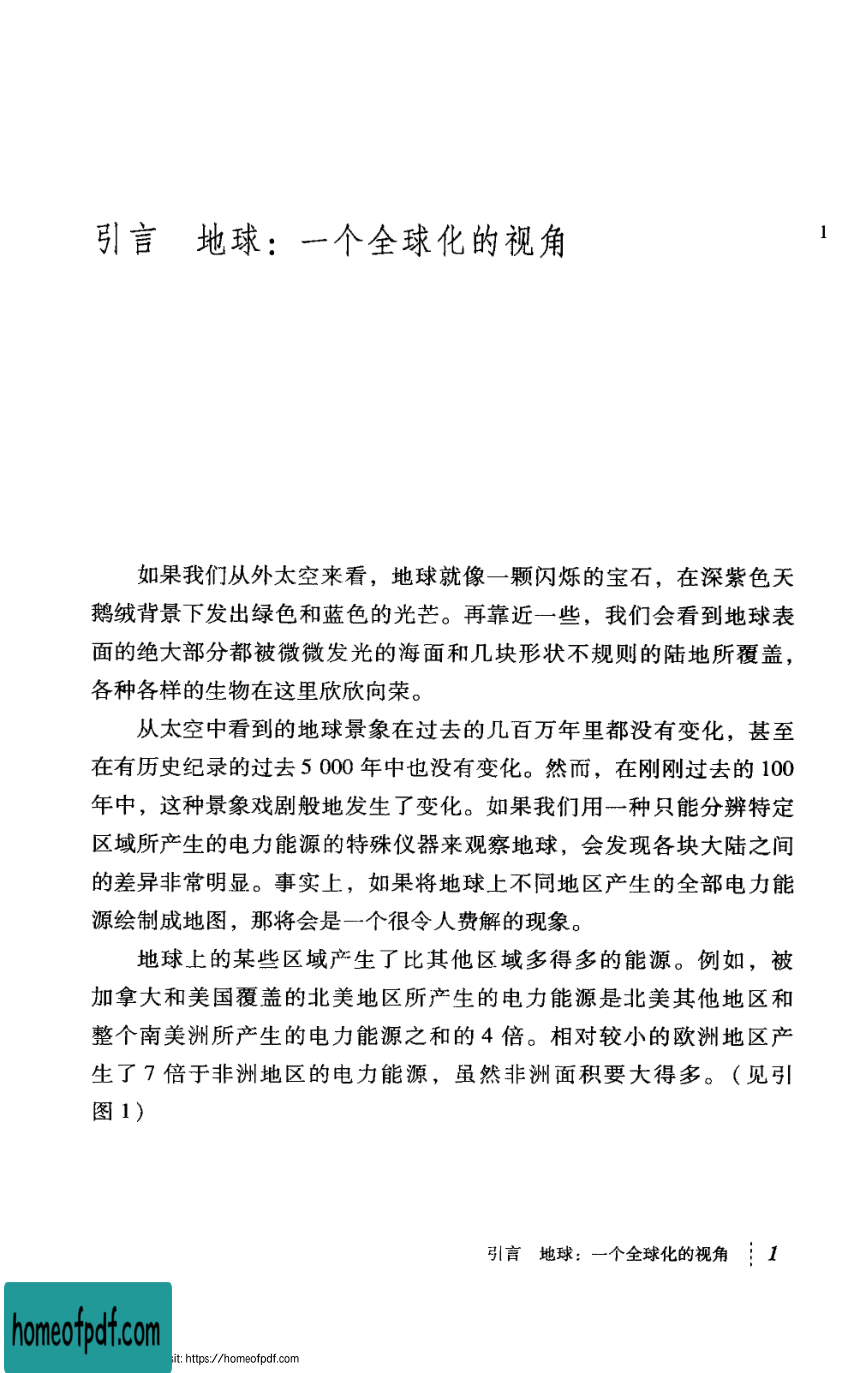 引言 地球：一个全球化的视角
1
如果我们从外太空来看，地球就像一颗闪烁的宝石，在深紫色天
鹅绒背景下发出绿色和蓝色的光芒。再靠近一些，我们会看到地球表
面的绝大部分都被微微发光的海面和几块形状不规则的陆地所覆盖，
各种各样的生物在这里欣欣向荣。
从太空中看到的地球景象在过去的几百万年里都没有变化，甚至
在有历史纪录的过去 5 000 年中也没有变化。然而，在刚刚过去的 100
年中，这种景象戏剧般地发生了变化。如果我们用一种只能分辨特定
区域所产生的电力能源的特殊仪器来观察地球，会发现各块大陆之间
的差异非常明显。事实上，如果将地球上不同地区产生的全部电力能
源绘制成地图，那将会是一个很令人费解的现象。
地球上的某些区域产生了比其他区域多得多的能源。例如，被
加拿大和美国覆盖的北美地区所产生的电力能源是北美其他地区和
整个南美洲所产生的电力能源之和的 4 倍。相对较小的欧洲地区产
生了 7 倍于非洲地区的电力能源，虽然非洲面积要大得多。（见引
图 1）
引言 地球：一个全球化的视角 1
homeofpdf.com
sit: https://homeofpdf.com